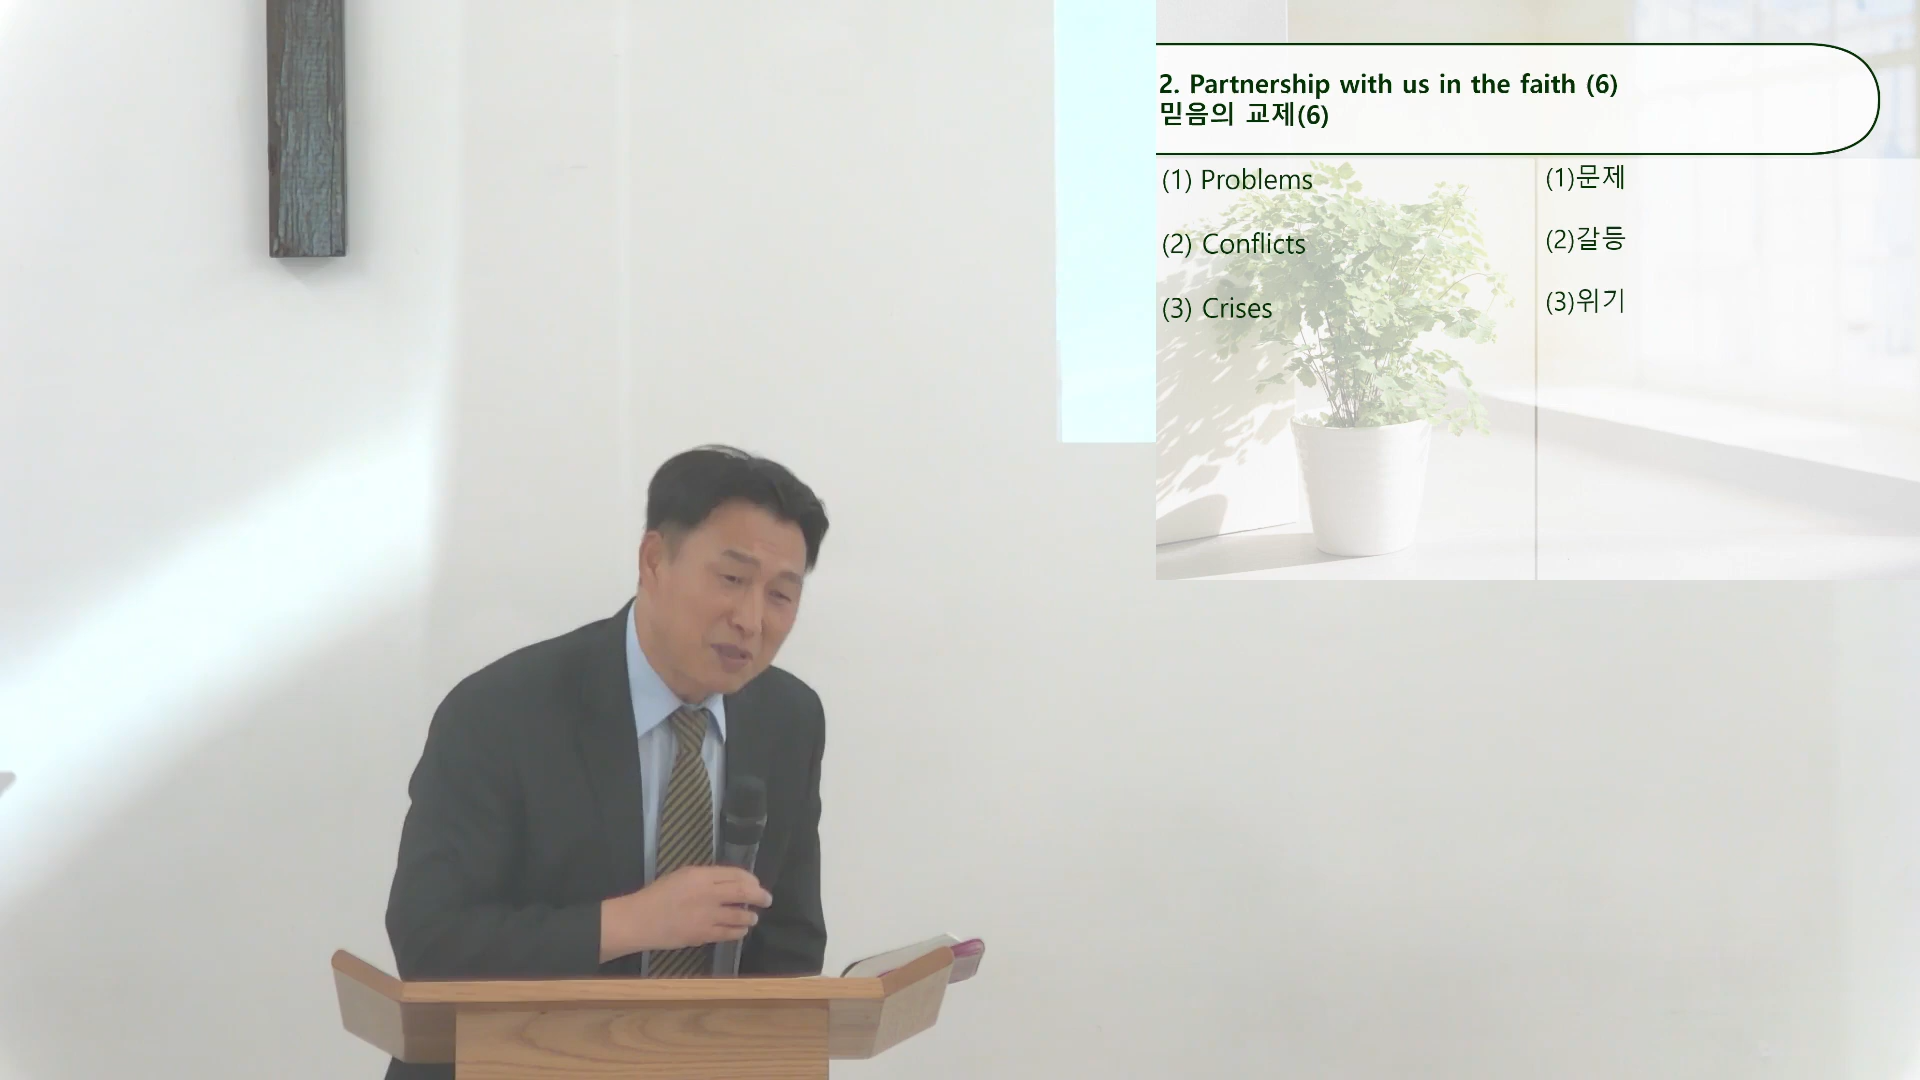 2. Partnership with us in the faith (6)
믿음의 교제(6)
(1) Problems
(2) Conflicts
(3) Crises
(1)문제
(2)갈등
(3)위기